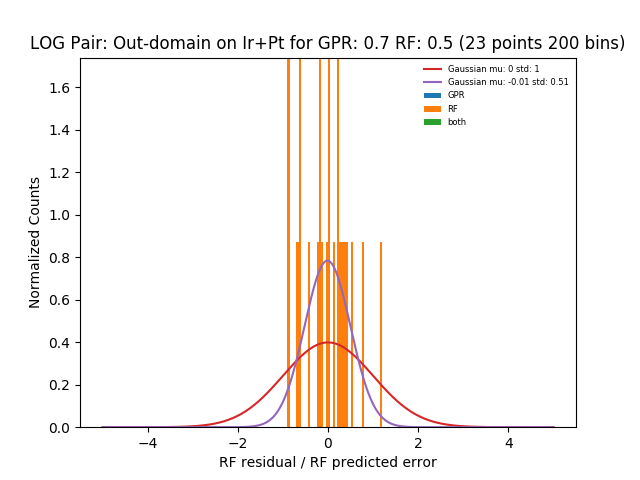 LOG Pair: Out-domain on Ir+Pt for GPR: 0.7 RF: 0.5 (23 points 200 bins)
Gaussian mu: 0 std: 1
Gaussian mu: -0.01 std: 0.51
GPR
RF
both
Normalized Counts
1.6
1.4
1.2
1.0
0.8
0.6
0.4
0.2
0.0
−4
−2
0
2
4
RF residual / RF predicted error